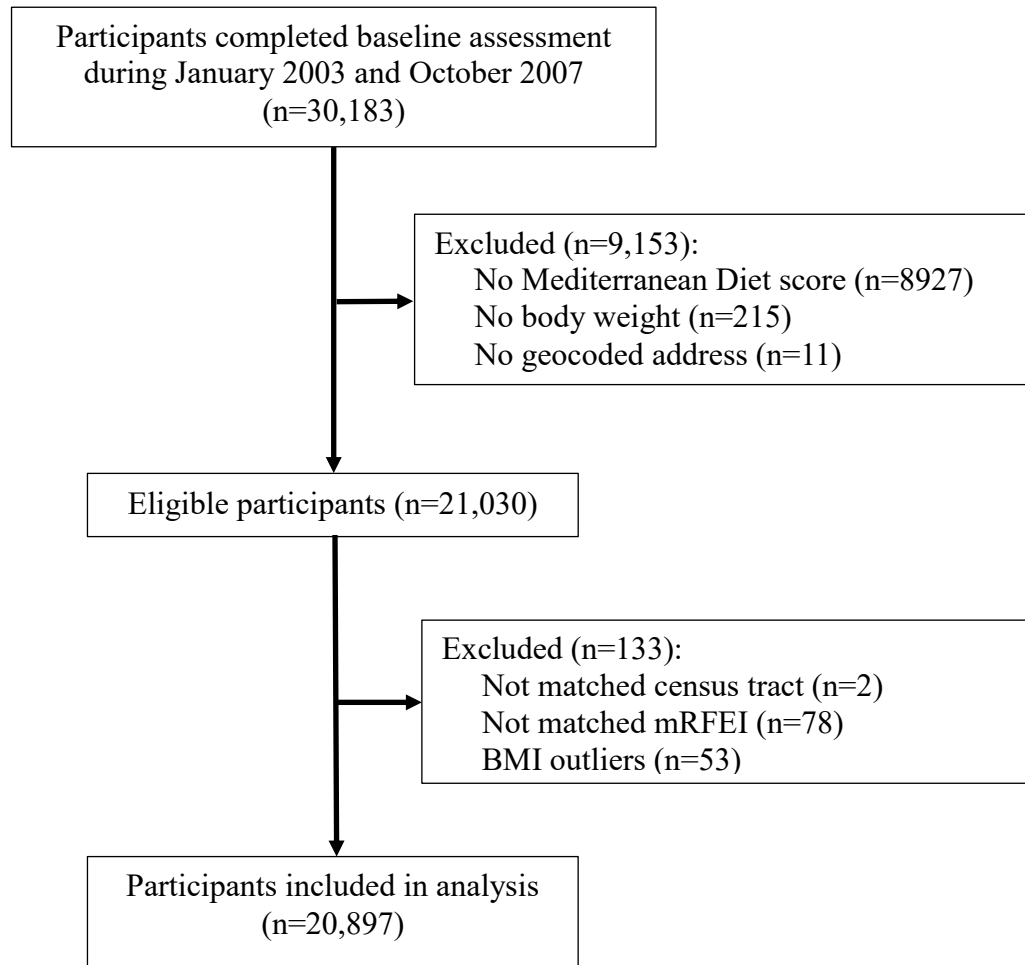 Participants completed baseline assessment
during January 2003 and October 2007
(n=30,183)
Excluded (n=9,153):
No Mediterranean Diet score (n=8927)
No body weight (n=215)
No geocoded address (n=11)
Eligible participants (n=21,030)
Excluded (n=133):
Not matched census tract (n=2)
Not matched mRFEI (n=78)
BMI outliers (n=53)
Participants included in analysis
(n=20,897)